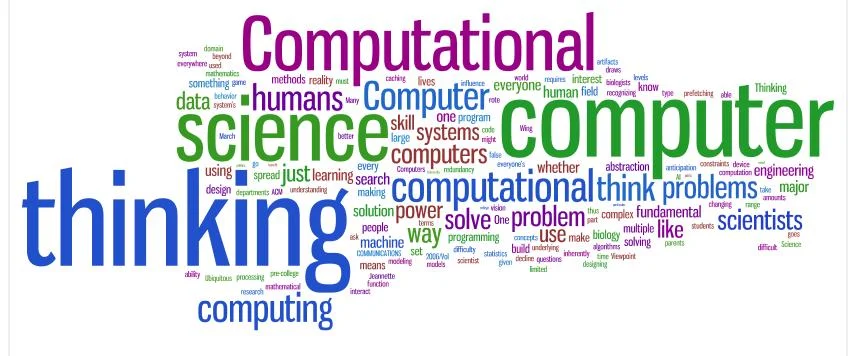 Computational
system domain
beyond
everywhere used
mathematics
artifacts
draws
something game
methods reality must
caching lives influence world
everyone requires interest levels
biologists
behavior
system's
data humans Many Computer rote human field recognizing know type prefetching able Thinking
science computer
March better skill one program
large systems code
might
Wing
computers false
using go spread just learning every Computers redundancy everyone's whether abstraction anticipation constraints device
computation engineering
design departments ACM understanding search making computational think problems AI take major
amounts
thinking
solution power terms solve One problem vision thus
part complex fundamental changing range
scientists
people way programming concepts use make biology multiple like students
ask machine set difficulty build underlying inherently algorithms solving parents goes
difficult Science
COMMUNICATIONS 2006/Vol statistics decline questions time Viewpoint
means modeling models scientist given limited designing
ability Ubiquitous processing pre-college Jeannette
function
research mathematical interact
computing